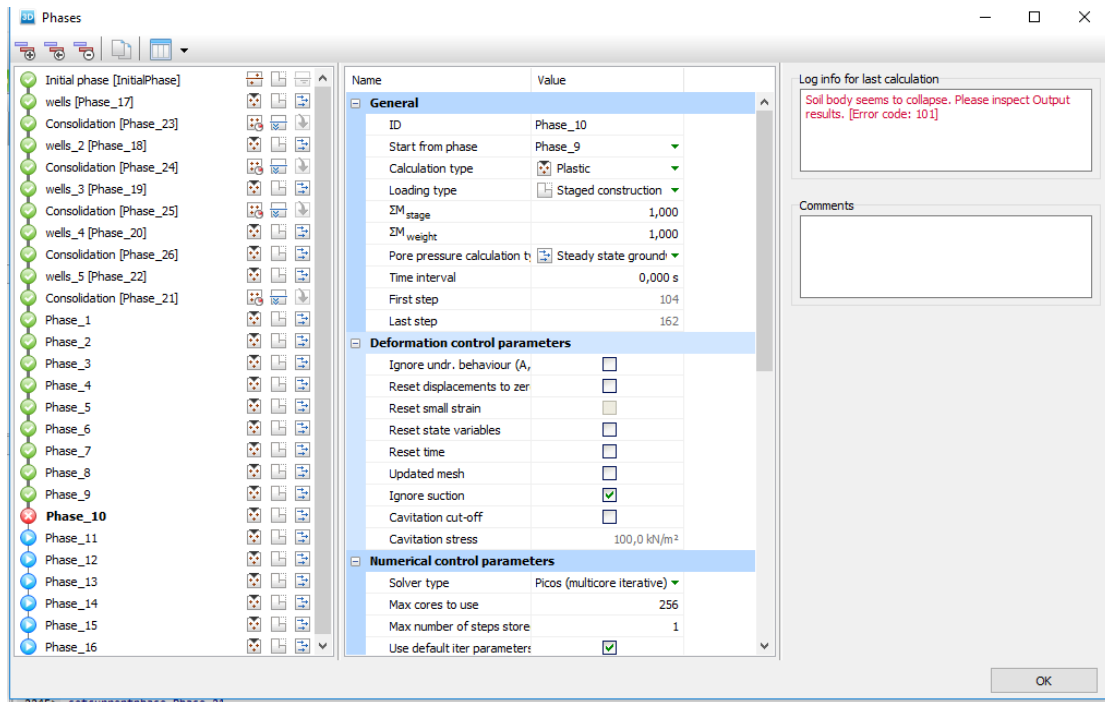 3D Phases
Initial phase [InitialPhase]
wells [Phase_17]
Consolidation [Phase_23]
wells_2 [Phase_18]
Consolidation [Phase_24]
wells_3 [Phase_19]
Consolidation [Phase_25]
wells_4 [Phase_20]
Consolidation [Phase_26]
wells_5 [Phase_22]
Consolidation [Phase_21]
Phase_1
Phase_2
Phase_3
Phase_4
Phase_5
Phase_6
Phase_7
Phase_8
Phase_9
Phase_10
Phase_11
Phase_12
Phase_13
Phase_14
Phase_15
Phase_16
Name Value
General
ID Phase_10
Start from phase Phase_9
Calculation type Plastic
Loading type Staged construction
ΣM stage 1,000
ΣM weight 1,000
Pore pressure calculation ty Steady state ground
Time interval 0,000 s
First step 104
Last step 162
Deformation control parameters
Ignore undr. behaviour (A,
Reset displacements to zer
Reset small strain
Reset state variables
Reset time
Updated mesh
Ignore suction
Cavitation cut-off
Cavitation stress 100,0 kN/m²
Numerical control parameters
Solver type Picos (multicore iterative)
Max cores to use 256
Max number of steps store 1
Use default iter parameters
Log info for last calculation
Soil body seems to collapse. Please inspect Output
results. [Error code: 101]
Comments
OK